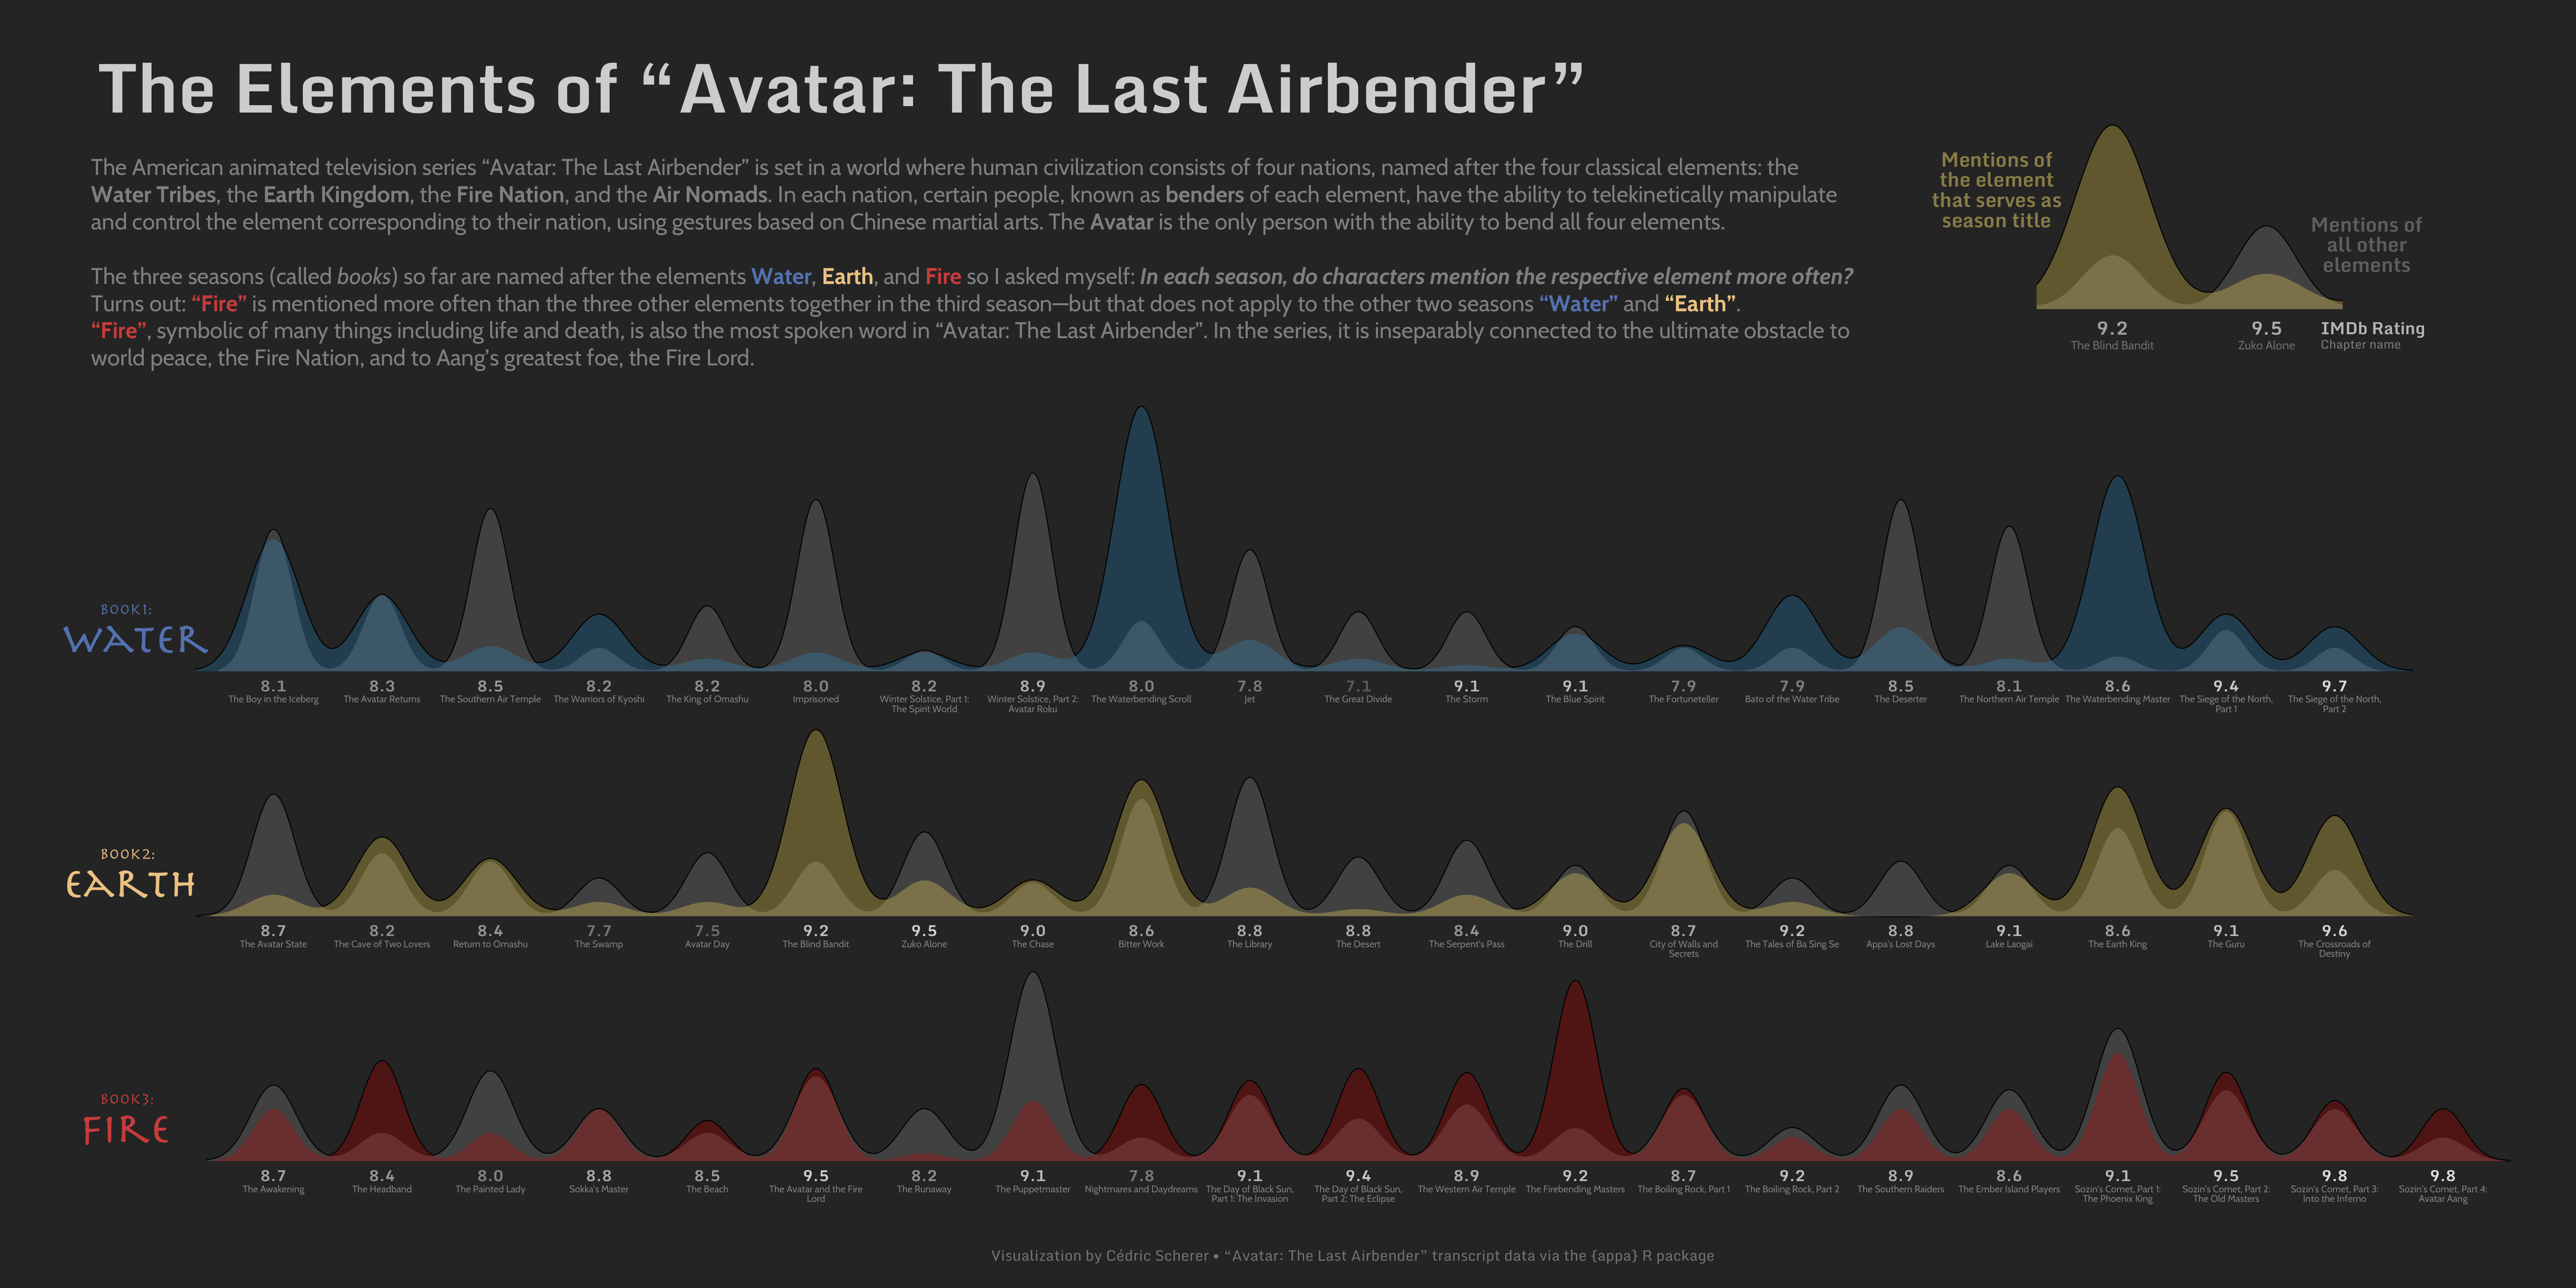 The Elements of “Avatar: The Last Airbender”
The American animated television series “Avatar: The Last Airbender” is set in a world where human civilization consists of four nations, named after the four classical elements: the
Water Tribes, the Earth Kingdom, the Fire Nation, and the Air Nomads. In each nation, certain people, known as benders of each element, have the ability to telekinetically manipulate
and control the element corresponding to their nation, using gestures based on Chinese martial arts. The Avatar is the only person with the ability to bend all four elements.
The three seasons (called books) so far are named after the elements Water, Earth, and Fire so I asked myself: In each season, do characters mention the respective element more often?
Turns out: “Fire” is mentioned more often than the three other elements together in the third season—but that does not apply to the other two seasons “Water” and “Earth”.
“Fire”, symbolic of many things including life and death, is also the most spoken word in “Avatar: The Last Airbender”. In the series, it is inseparably connected to the ultimate obstacle to
world peace, the Fire Nation, and to Aang’s greatest foe, the Fire Lord.
Mentions of
the element
that serves as
season title
Mentions of
all other
elements
9.2 9.5 IMDb Rating
The Blind Bandit Zuko Alone Chapter name
BOOK1:
WATER
8.1 8.3 8.5 8.2 8.2 8.0 8.2 8.9 8.0 7.8 7.1 9.1 9.1 7.9 7.9 8.5 8.1 8.6 9.4 9.7
The Boy in the Iceberg The Avatar Returns The Southern Air Temple The Warriors of Kyoshi The King of Omashu Imprisoned Winter Solstice, Part 1: Winter Solstice, Part 2: The Waterbending Scroll Jet The Great Divide The Storm The Blue Spirit The Fortuneteller Bato of the Water Tribe The Deserter The Northern Air Temple The Waterbending Master The Siege of the North, The Siege of the North,
The Spirit World Avatar Roku Part 1 Part 2
BOOK2:
EARTH
8.7 8.2 8.4 7.7 7.5 9.2 9.5 9.0 8.6 8.8 8.8 8.4 9.0 8.7 9.2 8.8 9.1 8.6 9.1 9.6
The Avatar State The Cave of Two Lovers Return to Omashu The Swamp Avatar Day The Blind Bandit Zuko Alone The Chase Bitter Work The Library The Desert The Serpent's Pass The Drill City of Walls and The Tales of Ba Sing Se Appa's Lost Days Lake Laogai The Earth King The Guru The Crossroads of
Secrets Destiny
BOOK3:
FIRE
8.7 8.4 8.0 8.8 8.5 9.5 8.2 9.1 7.8 9.1 9.4 8.9 9.2 8.7 9.2 8.9 8.6 9.1 9.5 9.8 9.8
The Awakening The Headband The Painted Lady Sokka's Master The Beach The Avatar and the Fire The Runaway The Puppetmaster Nightmares and Daydreams The Day of Black Sun, The Day of Black Sun, The Western Air Temple The Firebending Masters The Boiling Rock, Part 1 The Boiling Rock, Part 2 The Southern Raiders The Ember Island Players Sozin's Comet, Part 1: Sozin's Comet, Part 2: Sozin's Comet, Part 3: Sozin's Comet, Part 4:
Lord Part 1: The Invasion Part 2: The Eclipse The Phoenix King The Old Masters Into the Inferno Avatar Aang
Visualization by Cédric Scherer • “Avatar: The Last Airbender” transcript data via the {appa} R package